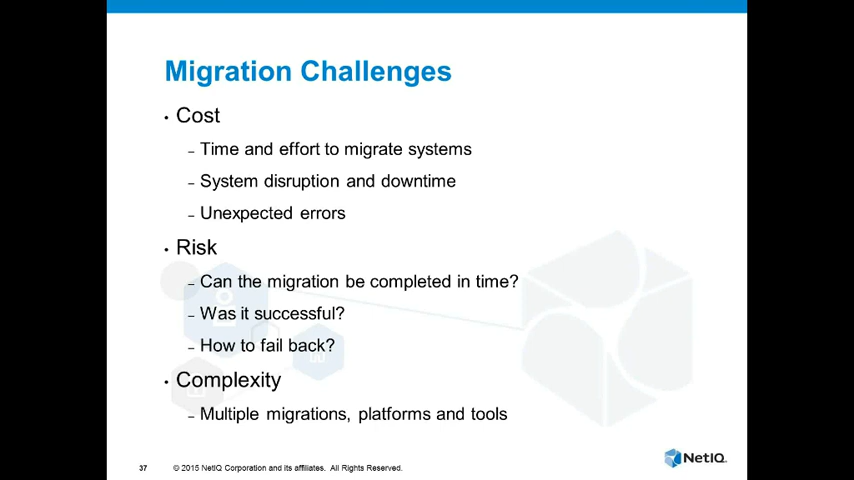 Migration Challenges
• Cost
– Time and effort to migrate systems
– System disruption and downtime
– Unexpected errors
• Risk
– Can the migration be completed in time?
– Was it successful?
– How to fail back?
• Complexity
– Multiple migrations, platforms and tools
37 © 2015 NetIQ Corporation and its affiliates. All Rights Reserved.
NetIQ.